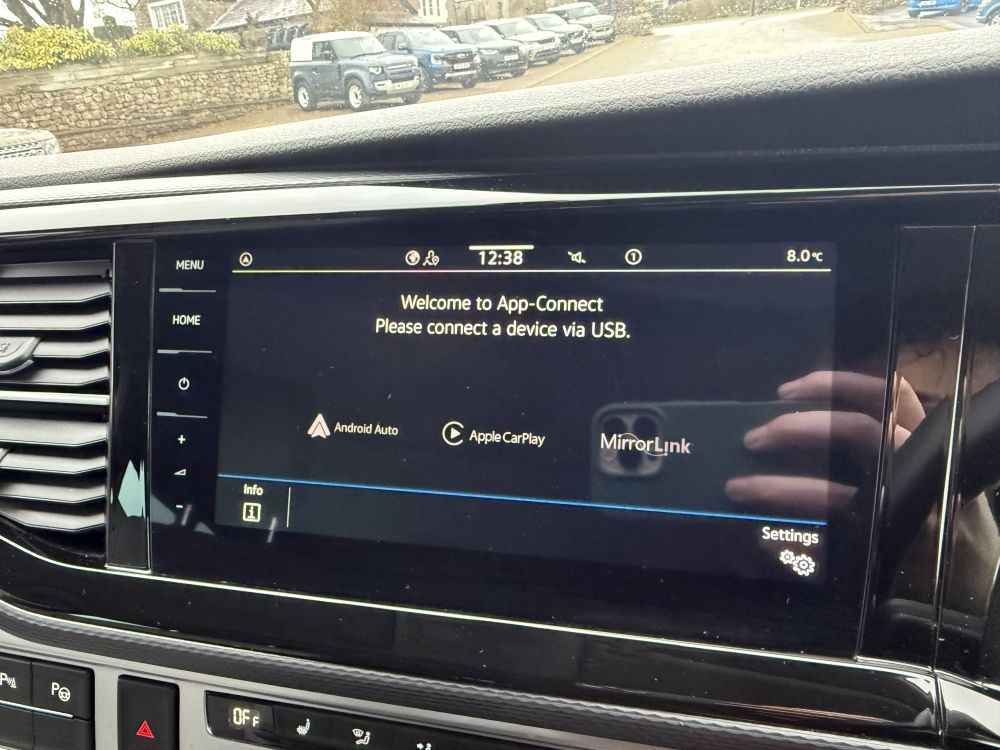 MENU
12:38
1
8.0°C
Welcome to App-Connect
Please connect a device via USB.
HOME
Android Auto
Apple CarPlay
MirrorLink
+
-
Info
i
Settings
P
P
OFF